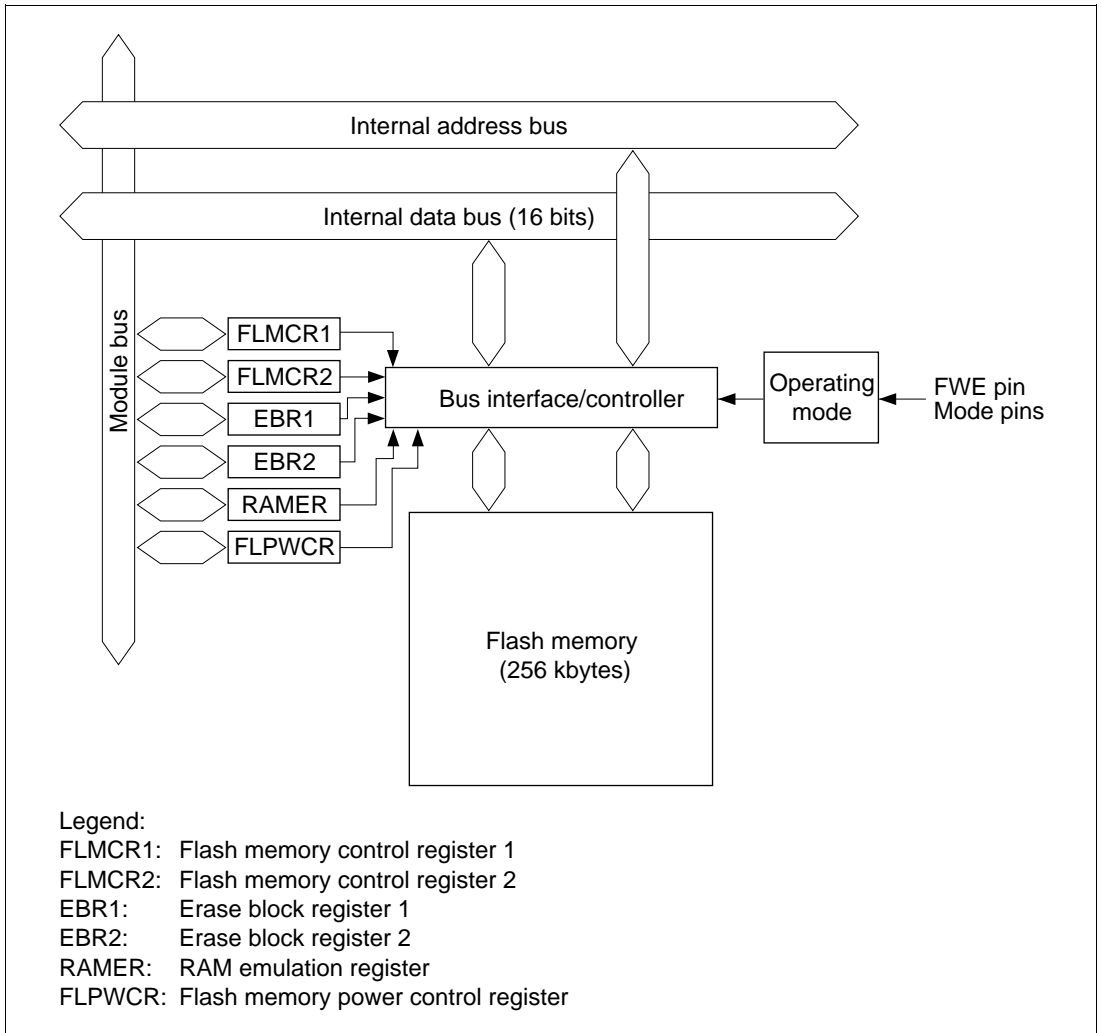 Internal address bus
Internal data bus (16 bits)
Module bus
FLMCR1
FLMCR2
EBR1
EBR2
RAMER
FLPWCR
Bus interface/controller
Operating
mode
FWE pin
Mode pins
Flash memory
(256 kbytes)
Legend:
FLMCR1: Flash memory control register 1
FLMCR2: Flash memory control register 2
EBR1: Erase block register 1
EBR2: Erase block register 2
RAMER: RAM emulation register
FLPWCR: Flash memory power control register